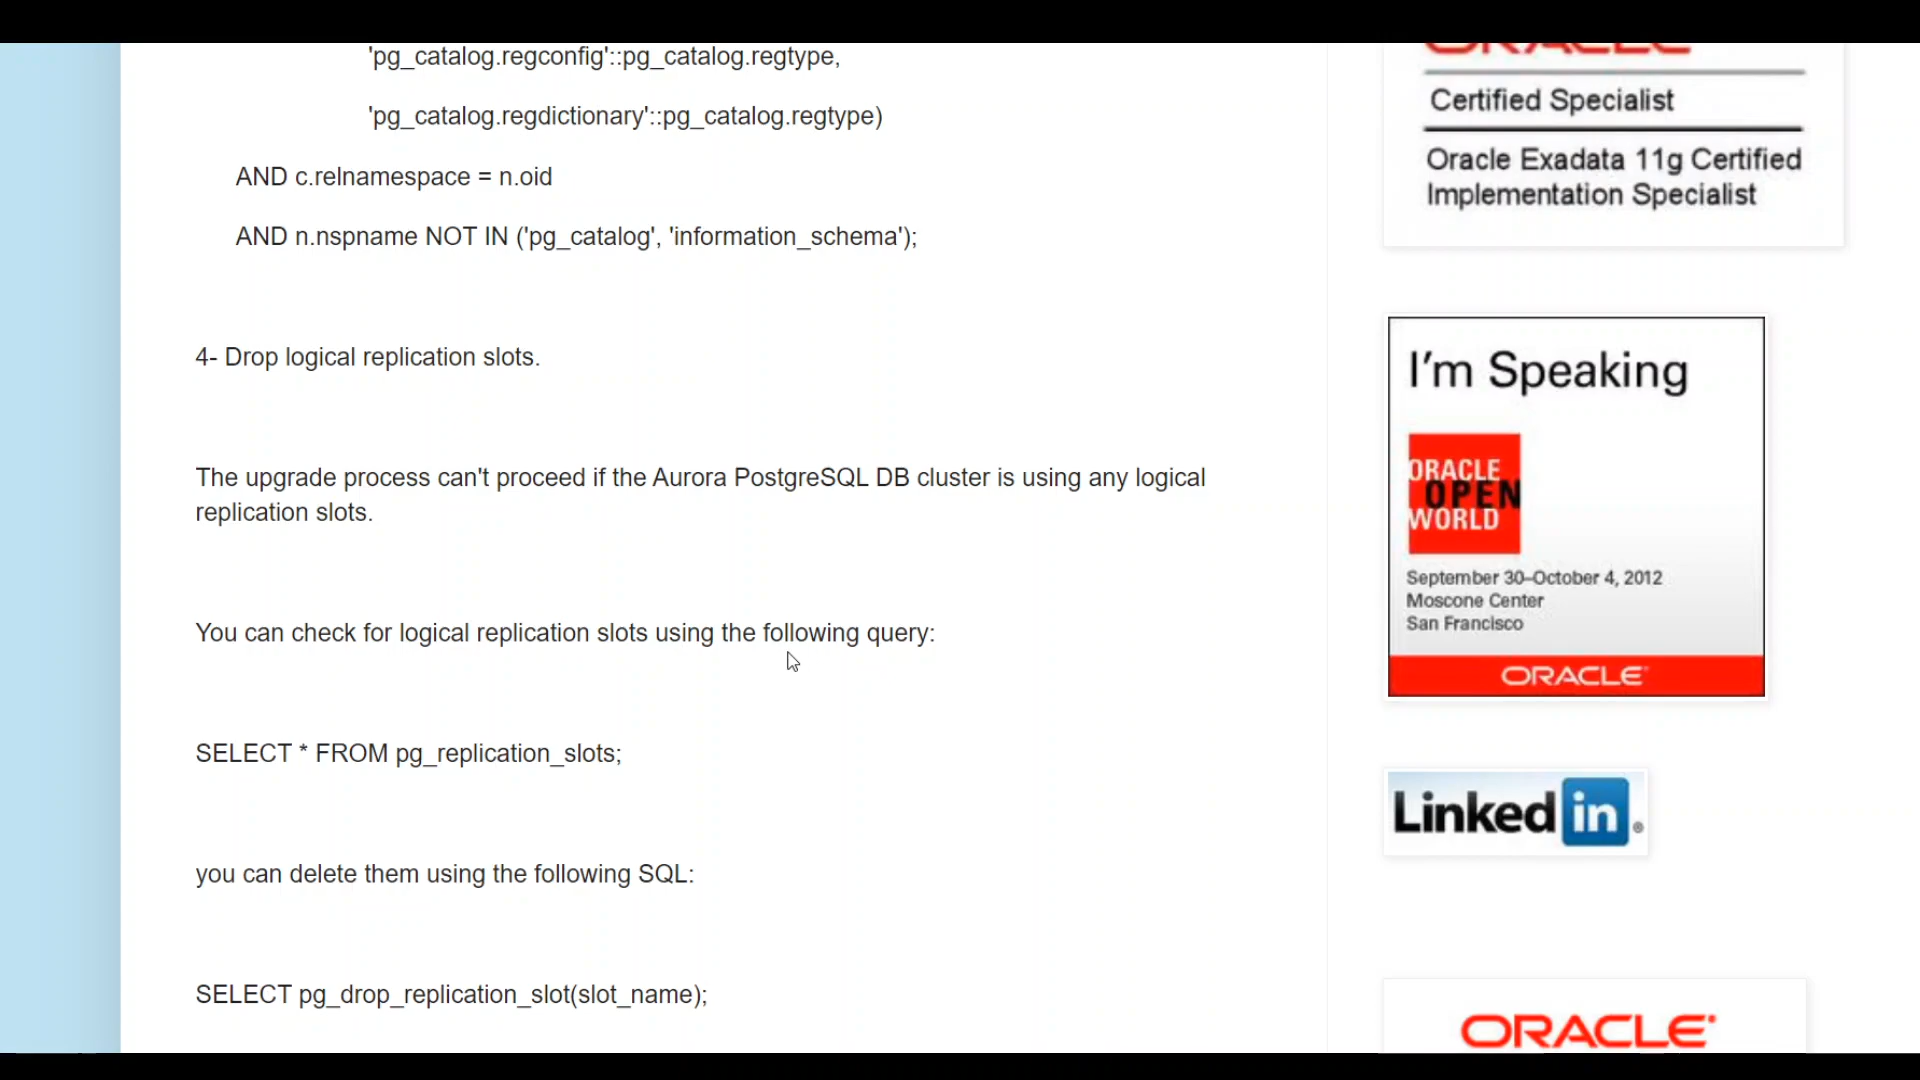 'pg_catalog.regconfig'::pg_catalog.regtype,
'pg_catalog.regdictionary'::pg_catalog.regtype)
AND c.relnamespace = n.oid
AND n.nspname NOT IN ('pg_catalog', 'information_schema');
4- Drop logical replication slots.
The upgrade process can't proceed if the Aurora PostgreSQL DB cluster is using any logical
replication slots.
You can check for logical replication slots using the following query:
SELECT * FROM pg_replication_slots;
you can delete them using the following SQL:
SELECT pg_drop_replication_slot(slot_name);
ORACLE
Certified Specialist
Oracle Exadata 11g Certified
Implementation Specialist
I'm Speaking
ORACLE
OPEN
WORLD
September 30–October 4, 2012
Moscone Center
San Francisco
ORACLE
Linked in®
ORACLE